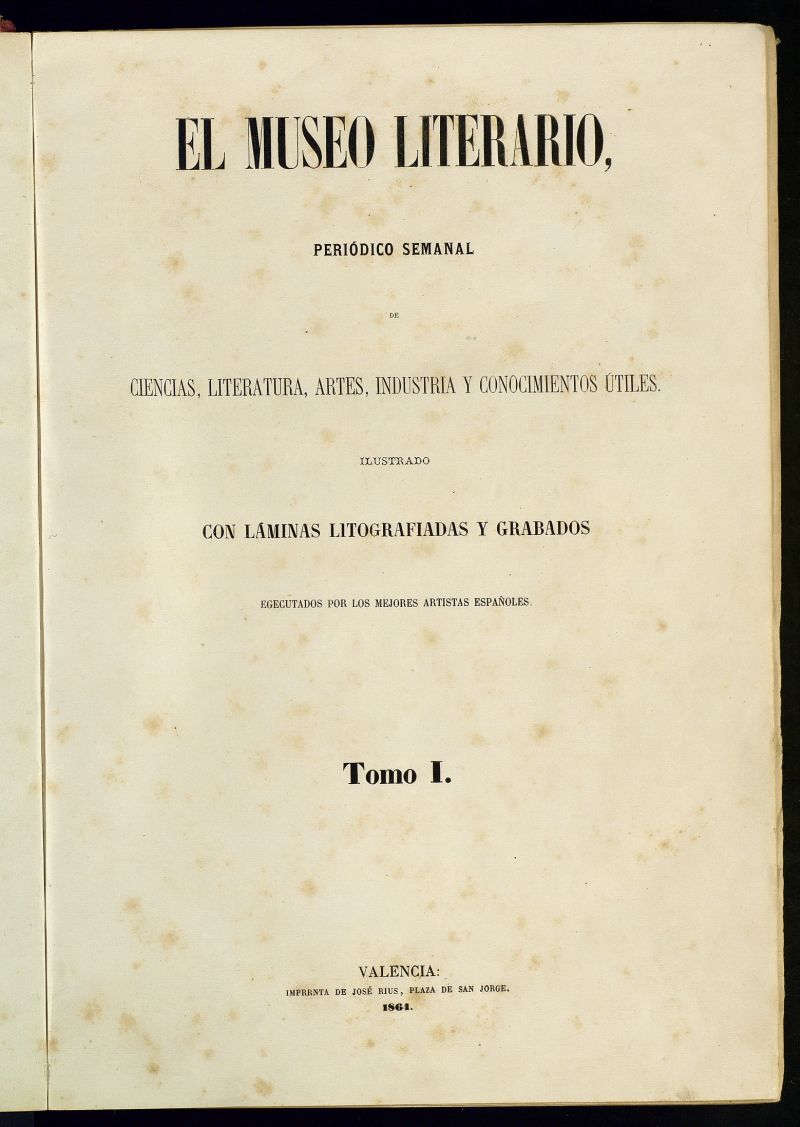 EL MUSEO LITERARIO,
PERIÓDICO SEMANAL
DE
CIENCIAS, LITERATURA, ARTES, INDUSTRIA Y CONOCIMIENTOS ÚTILES.
ILUSTRADO
CON LÁMINAS LITOGRAFIADAS Y GRABADOS
EGECUTADOS POR LOS MEJORES ARTISTAS ESPAÑOLES.
Tomo I.
VALENCIA:
IMPRENTA DE JOSÉ RIUS, PLAZA DE SAN JORGE.
1864.